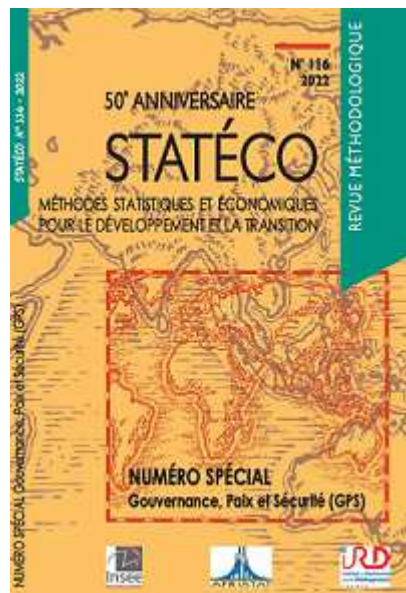 N° 116
2022
50° ANNIVERSAIRE
STATÉCO
MÉTHODES STATISTIQUES ET ÉCONOMIQUES
POUR LE DÉVELOPPEMENT ET LA TRANSITION
REVUE MÉTHODOLOGIQUE
STATÉCO N° 116 - 2022
NUMÉRO SPÉCIAL Gouvernance, Paix et Sécurité (GPS)
NUMÉRO SPÉCIAL
Gouvernance, Paix et Sécurité (GPS)
Insee
AFRISTAT
IRD